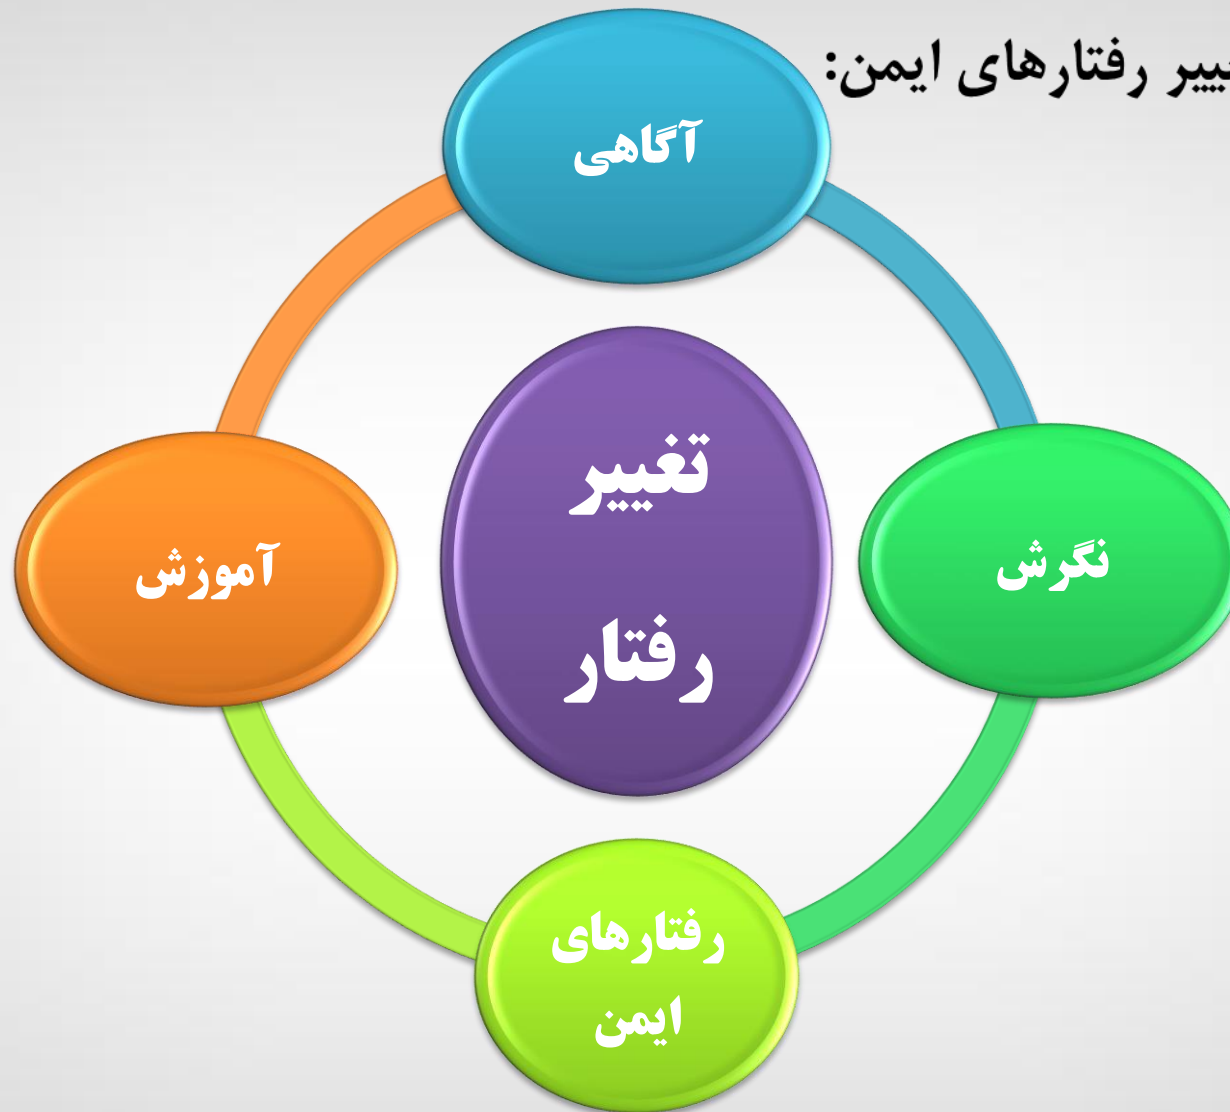 رفتارهای ایمن:
آگاهی
تغییر
رفتار
نگرش
آموزش
رفتارهای
ایمن